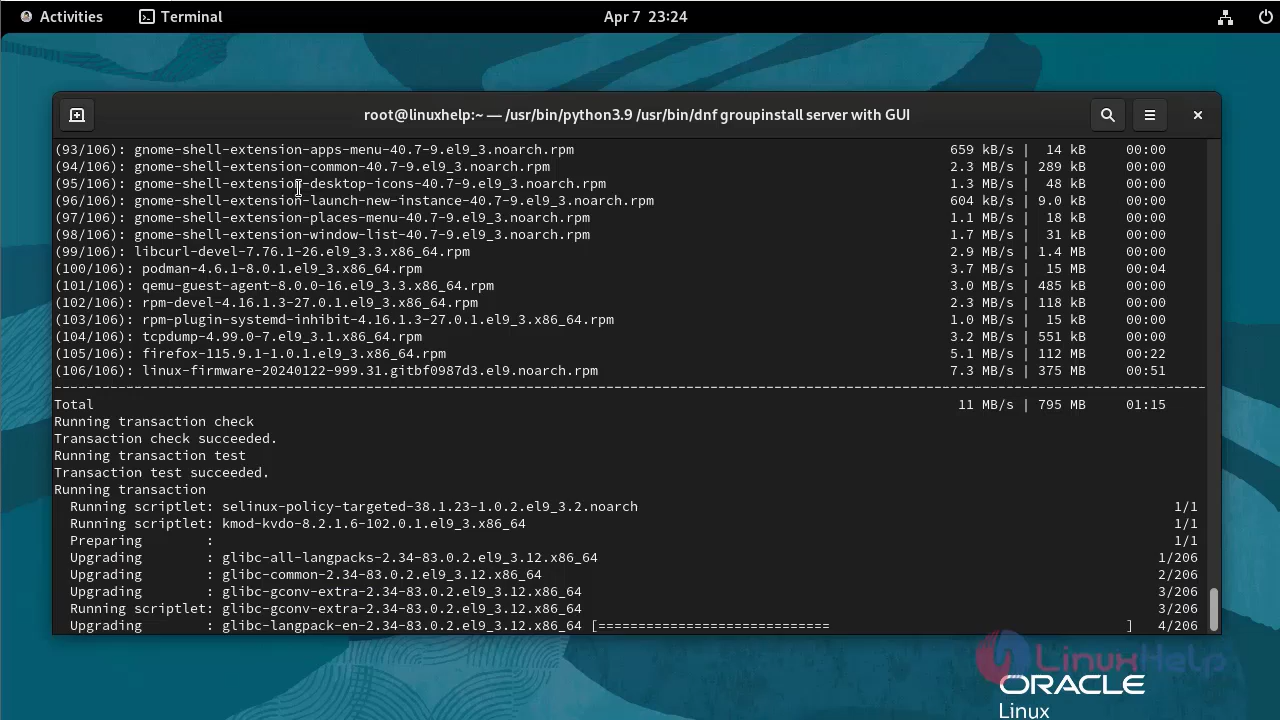 Activities Terminal Apr 7 23:24
root@linuxhelp:~ — /usr/bin/python3.9 /usr/bin/dnf groupinstall server with GUI
(93/106): gnome-shell-extension-apps-menu-40.7-9.el9_3.noarch.rpm 659 kB/s | 14 kB 00:00
(94/106): gnome-shell-extension-common-40.7-9.el9_3.noarch.rpm 2.3 MB/s | 289 kB 00:00
(95/106): gnome-shell-extension-desktop-icons-40.7-9.el9_3.noarch.rpm 1.3 MB/s | 48 kB 00:00
(96/106): gnome-shell-extension-launch-new-instance-40.7-9.el9_3.noarch.rpm 604 kB/s | 9.0 kB 00:00
(97/106): gnome-shell-extension-places-menu-40.7-9.el9_3.noarch.rpm 1.1 MB/s | 18 kB 00:00
(98/106): gnome-shell-extension-window-list-40.7-9.el9_3.noarch.rpm 1.7 MB/s | 31 kB 00:00
(99/106): libcurl-devel-7.76.1-26.el9_3.3.x86_64.rpm 2.9 MB/s | 1.4 MB 00:00
(100/106): podman-4.6.1-8.0.1.el9_3.x86_64.rpm 3.7 MB/s | 15 MB 00:04
(101/106): qemu-guest-agent-8.0.0-16.el9_3.3.x86_64.rpm 3.0 MB/s | 485 kB 00:00
(102/106): rpm-devel-4.16.1.3-27.0.1.el9_3.x86_64.rpm 2.3 MB/s | 118 kB 00:00
(103/106): rpm-plugin-systemd-inhibit-4.16.1.3-27.0.1.el9_3.x86_64.rpm 1.0 MB/s | 15 kB 00:00
(104/106): tcpdump-4.99.0-7.el9_3.1.x86_64.rpm 3.2 MB/s | 551 kB 00:00
(105/106): firefox-115.9.1-1.0.1.el9_3.x86_64.rpm 5.1 MB/s | 112 MB 00:22
(106/106): linux-firmware-20240122-999.31.gitbf0987d3.el9.noarch.rpm 7.3 MB/s | 375 MB 00:51
--------------------------------------------------------------------------------
Total 11 MB/s | 795 MB 01:15
Running transaction check
Transaction check succeeded.
Running transaction test
Transaction test succeeded.
Running transaction
Running scriptlet: selinux-policy-targeted-38.1.23-1.0.2.el9_3.2.noarch 1/1
Running scriptlet: kmod-kvdo-8.2.1.6-102.0.1.el9_3.x86_64 1/1
Preparing : 1/1
Upgrading : glibc-all-langpacks-2.34-83.0.2.el9_3.12.x86_64 1/206
Upgrading : glibc-common-2.34-83.0.2.el9_3.12.x86_64 2/206
Upgrading : glibc-gconv-extra-2.34-83.0.2.el9_3.12.x86_64 3/206
Running scriptlet: glibc-gconv-extra-2.34-83.0.2.el9_3.12.x86_64 3/206
Upgrading : glibc-langpack-en-2.34-83.0.2.el9_3.12.x86_64 [============================= ] 4/206
LinuxHelp
ORACLE
Linux